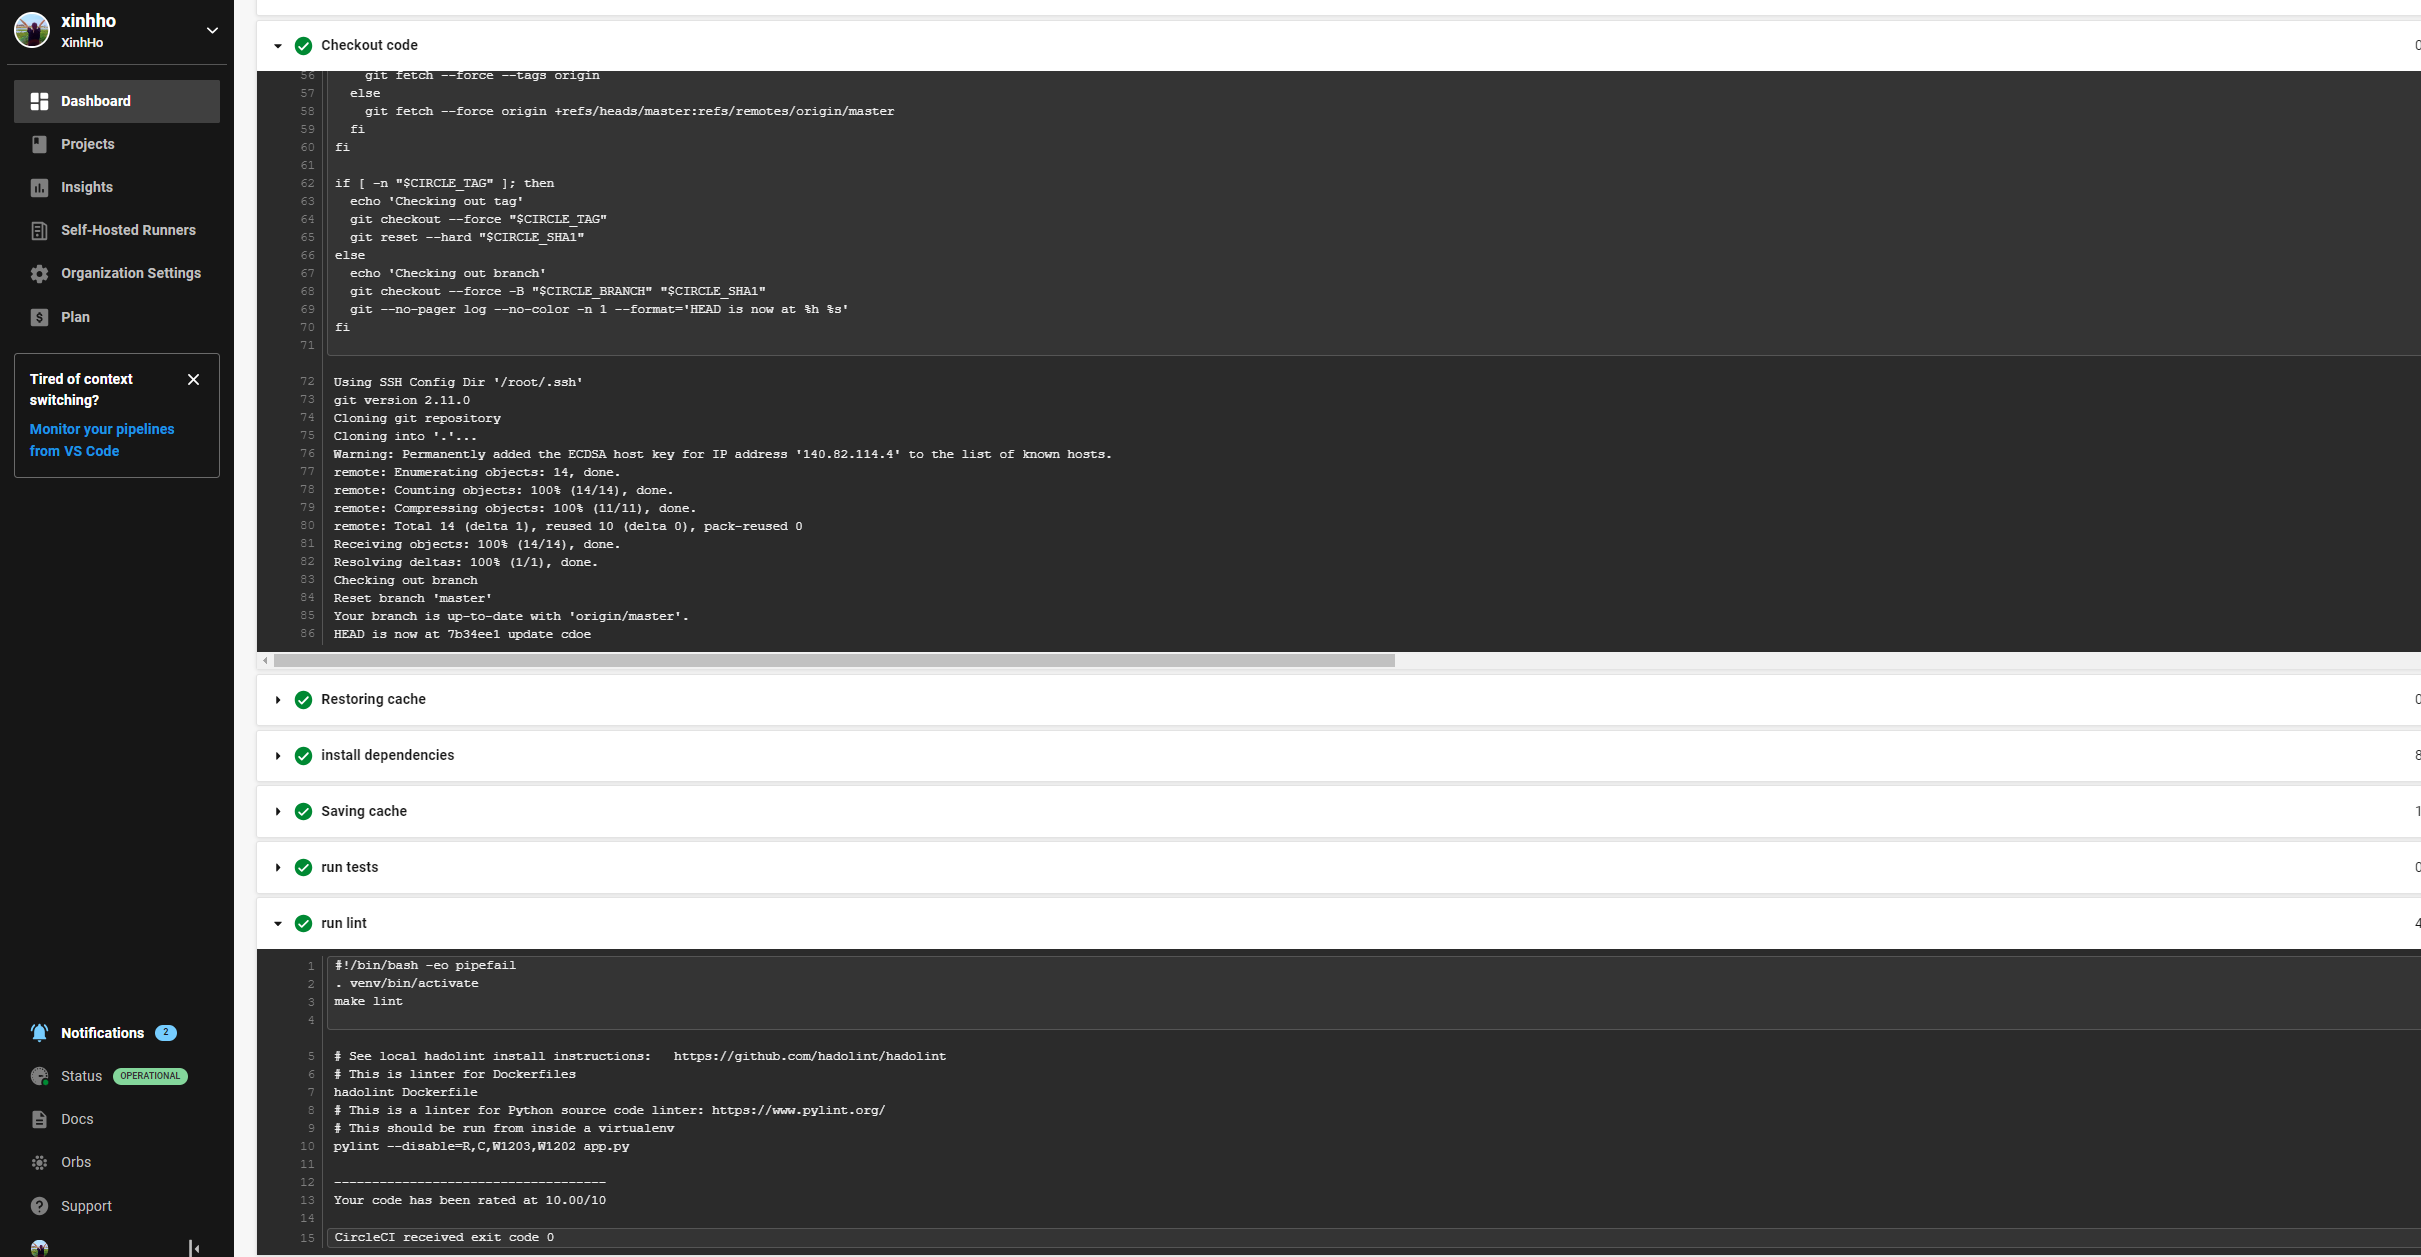 xinhho
XinhHo
Dashboard
Projects
Insights
Self-Hosted Runners
Organization Settings
Plan
Tired of context
switching?
Monitor your pipelines
from VS Code
Notifications 2
Status OPERATIONAL
Docs
Orbs
Support
Checkout code
56 git fetch --force --tags origin
57 else
58 git fetch --force origin +refs/heads/master:refs/remotes/origin/master
59 fi
60 fi
61
62 if [ -n "$CIRCLE_TAG" ]; then
63 echo 'Checking out tag'
64 git checkout --force "$CIRCLE_TAG"
65 git reset --hard "$CIRCLE_SHA1"
66 else
67 echo 'Checking out branch'
68 git checkout --force -B "$CIRCLE_BRANCH" "$CIRCLE_SHA1"
69 git --no-pager log --no-color -n 1 --format='HEAD is now at %h %s'
70 fi
71
72 Using SSH Config Dir '/root/.ssh'
73 git version 2.11.0
74 Cloning git repository
75 Cloning into '.'...
76 Warning: Permanently added the ECDSA host key for IP address '140.82.114.4' to the list of known hosts.
77 remote: Enumerating objects: 14, done.
78 remote: Counting objects: 100% (14/14), done.
79 remote: Compressing objects: 100% (11/11), done.
80 remote: Total 14 (delta 1), reused 10 (delta 0), pack-reused 0
81 Receiving objects: 100% (14/14), done.
82 Resolving deltas: 100% (1/1), done.
83 Checking out branch
84 Reset branch 'master'
85 Your branch is up-to-date with 'origin/master'.
86 HEAD is now at 7b34ee1 update cdoe
Restoring cache
install dependencies
Saving cache
run tests
run lint
1 #!/bin/bash -eo pipefail
2 . venv/bin/activate
3 make lint
4
5 # See local hadolint install instructions: https://github.com/hadolint/hadolint
6 # This is linter for Dockerfiles
7 hadolint Dockerfile
8 # This is a linter for Python source code linter: https://www.pylint.org/
9 # This should be run from inside a virtualenv
10 pylint --disable=R,C,W1203,W1202 app.py
11
12 ------------------------------------
13 Your code has been rated at 10.00/10
14
15 CircleCI received exit code 0